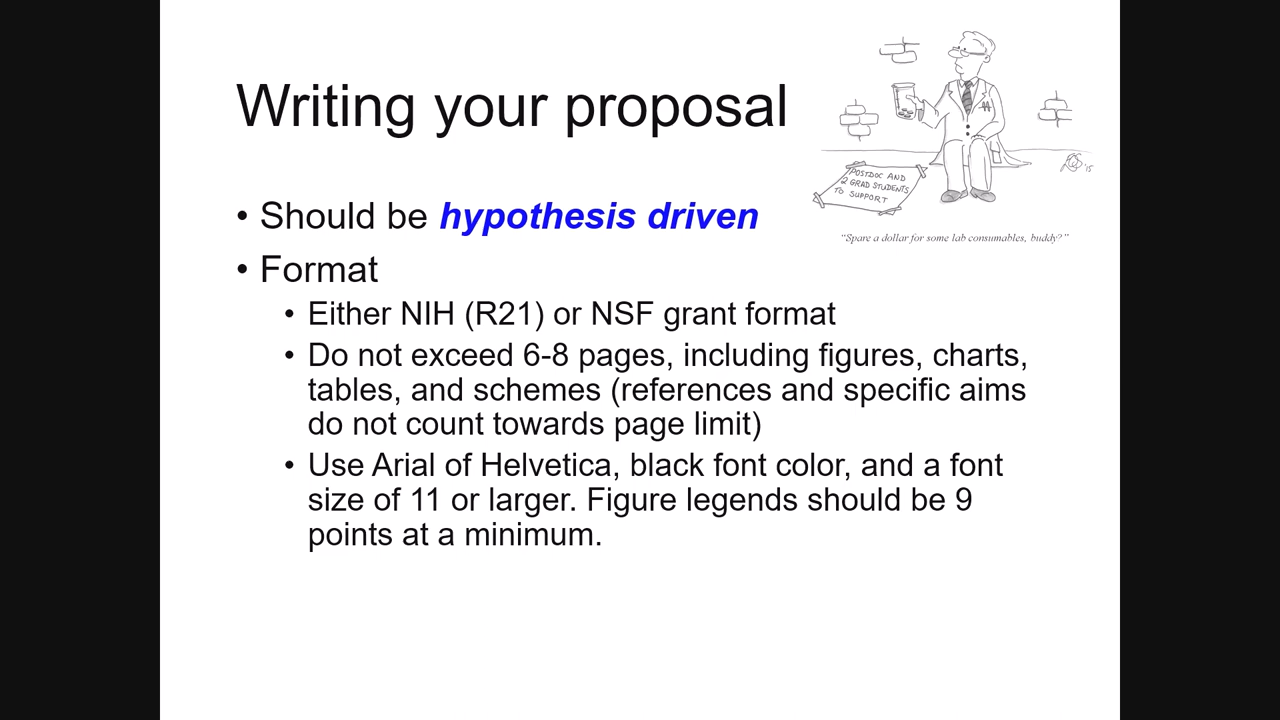 Writing your proposal
POSTDOC AND
2 GRAD STUDENTS
TO SUPPORT
'15
"Spare a dollar for some lab consumables, buddy?"
• Should be hypothesis driven
• Format
• Either NIH (R21) or NSF grant format
• Do not exceed 6-8 pages, including figures, charts,
tables, and schemes (references and specific aims
do not count towards page limit)
• Use Arial of Helvetica, black font color, and a font
size of 11 or larger. Figure legends should be 9
points at a minimum.